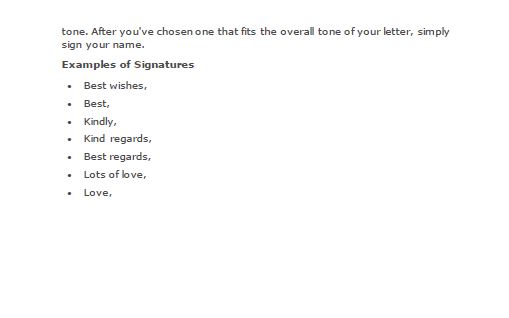 tone. After you've chosen one that fits the overall tone of your letter, simply
sign your name.
Examples of Signatures
• Best wishes,
• Best,
• Kindly,
• Kind regards,
• Best regards,
• Lots of love,
• Love,